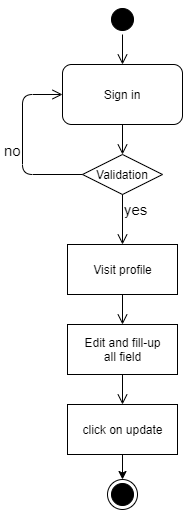 Sign in
no
Validation
yes
Visit profile
Edit and fill-up
all field
click on update